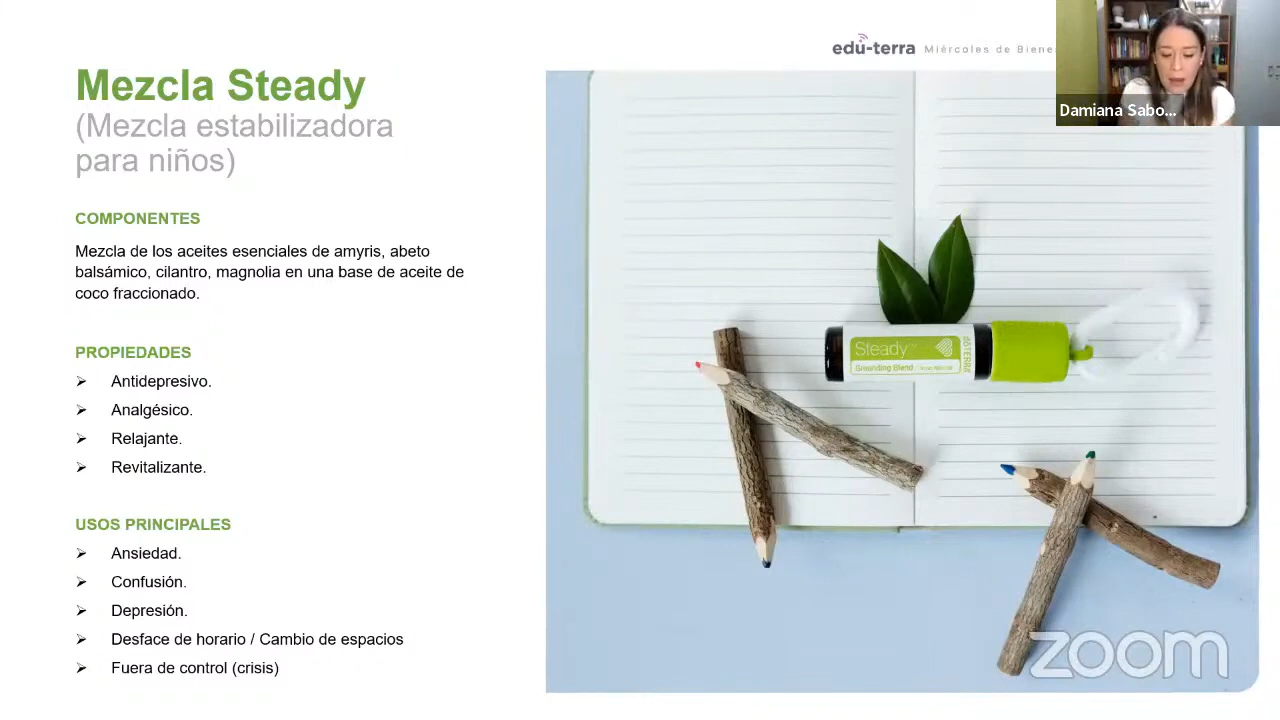 edu-terra Miércoles de Biene
Damiana Sabo...
Mezcla Steady
(Mezcla estabilizadora
para niños)
COMPONENTES
Mezcla de los aceites esenciales de amyris, abeto
balsámico, cilantro, magnolia en una base de aceite de
coco fraccionado.
PROPIEDADES
Antidepresivo.
Analgésico.
Relajante.
Revitalizante.
USOS PRINCIPALES
Ansiedad.
Confusión.
Depresión.
Desface de horario / Cambio de espacios
Fuera de control (crisis)
Steady
Grounding Blend
dōTERRA
zoom